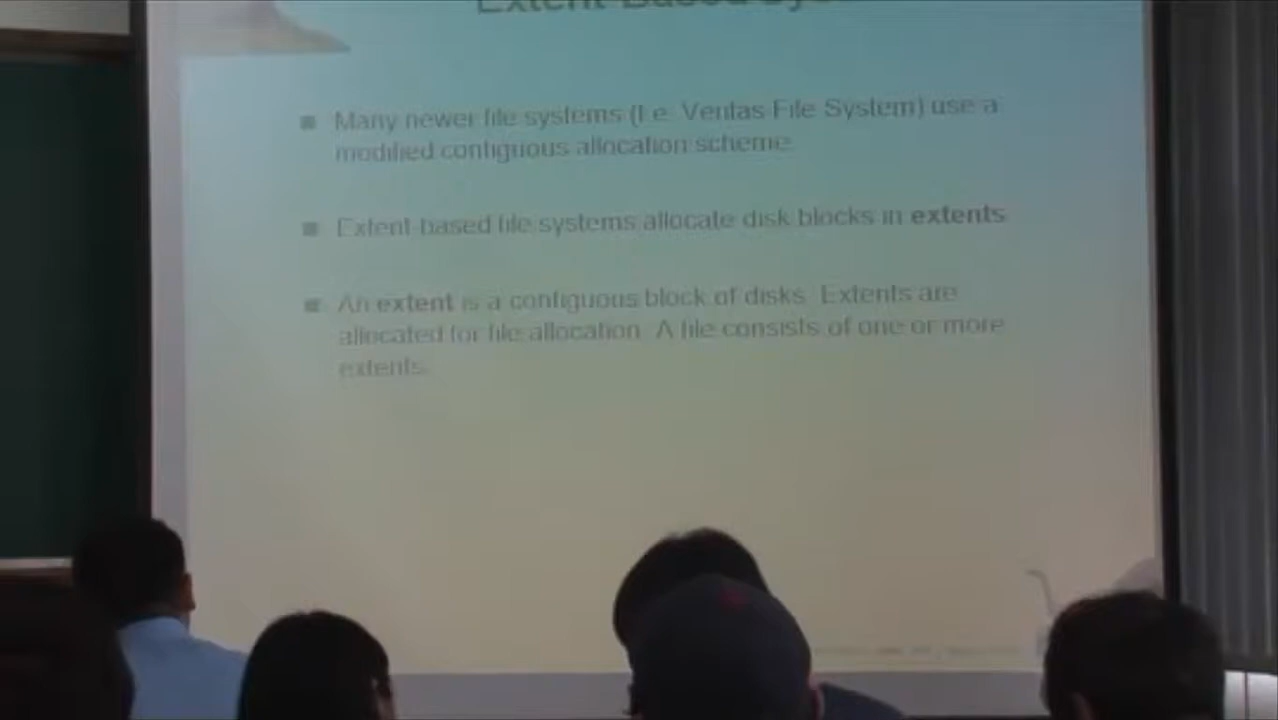 Extent-Based
Many newer file systems (I.e. Veritas File System) use a
modified contiguous allocation scheme
Extent-based file systems allocate disk blocks in extents
An extent is a contiguous block of disks. Extents are
allocated for file allocation. A file consists of one or more
extents.